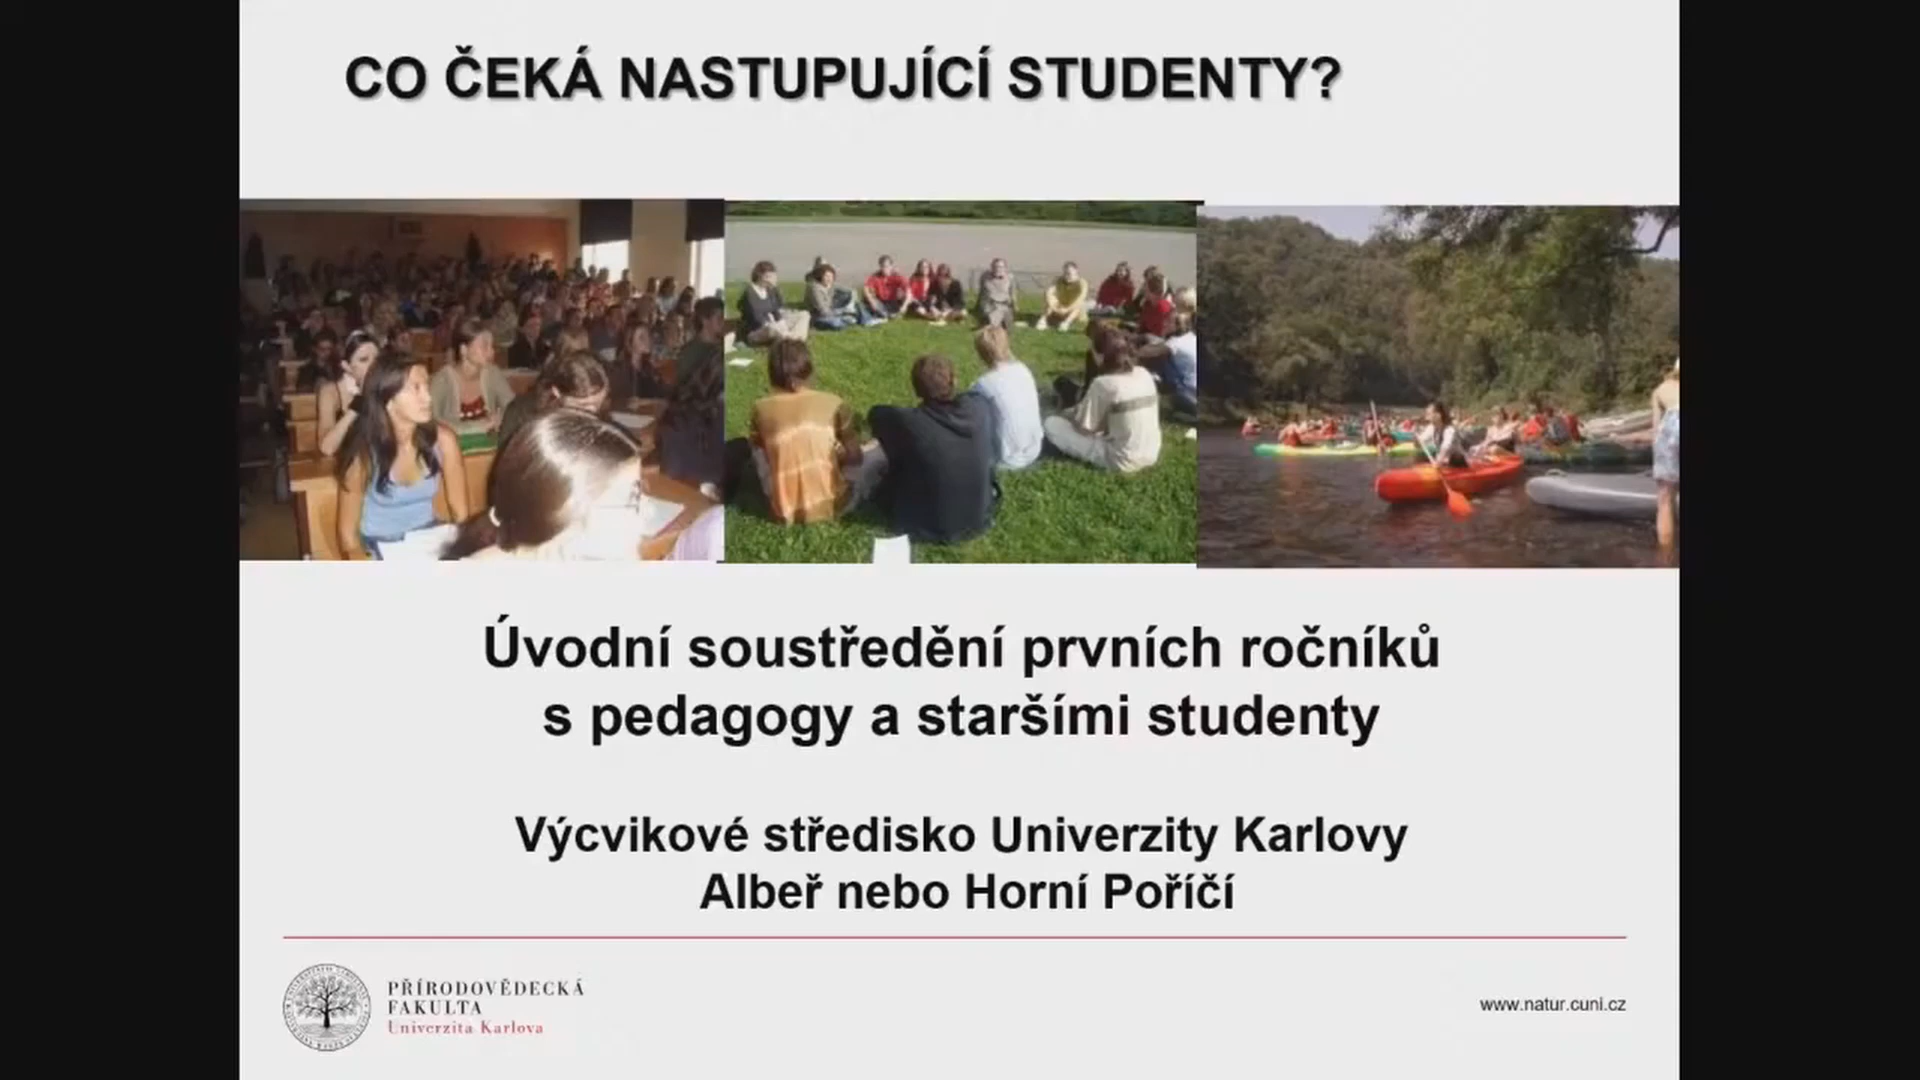 CO ČEKÁ NASTUPUJÍCÍ STUDENTY?
Úvodní soustředění prvních ročníků
s pedagogy a staršími studenty
Výcvikové středisko Univerzity Karlovy
Albeř nebo Horní Poříčí
PŘÍRODOVĚDECKÁ
FAKULTA
Univerzita Karlova
www.natur.cuni.cz